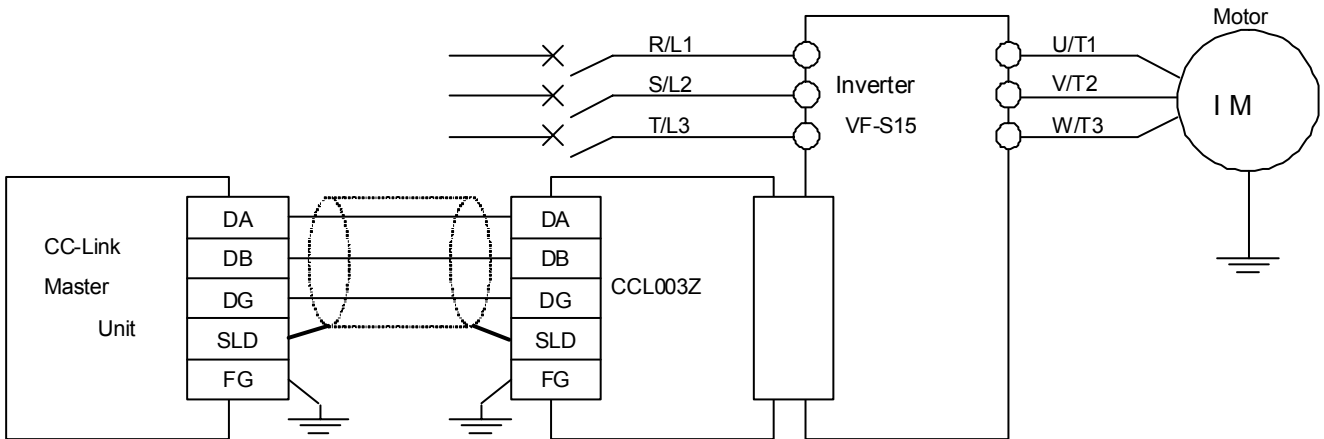 Motor
R/L1
U/T1
S/L2
Inverter
V/T2
IM
T/L3
VF-S15
W/T3
CC-Link
Master
Unit
DA
DB
DG
SLD
FG
DA
DB
DG
SLD
FG
CCL003Z